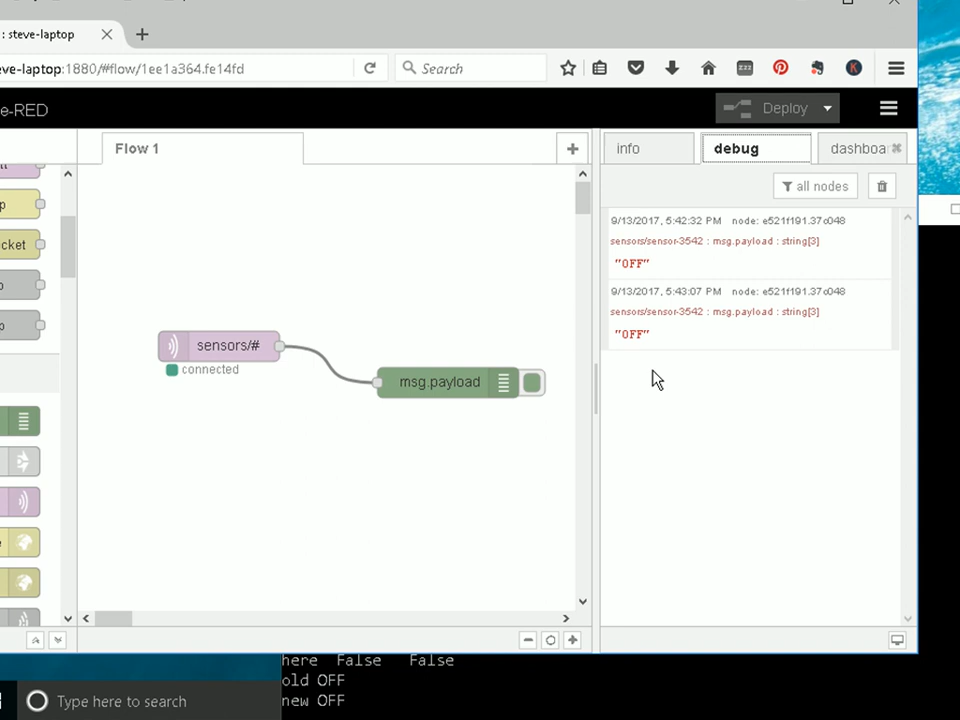 : steve-laptop
eve-laptop:1880/#flow/1ee1a364.fe14fd
Search
e-RED
Deploy
Flow 1
info
debug
dashboa
all nodes
9/13/2017, 5:42:32 PM node: e521f191.37c048
sensors/sensor-3542 : msg.payload : string[3]
"OFF"
9/13/2017, 5:43:07 PM node: e521f191.37c048
sensors/sensor-3542 : msg.payload : string[3]
"OFF"
p
cket
sensors/#
connected
msg.payload
here False False
old OFF
new OFF
Type here to search